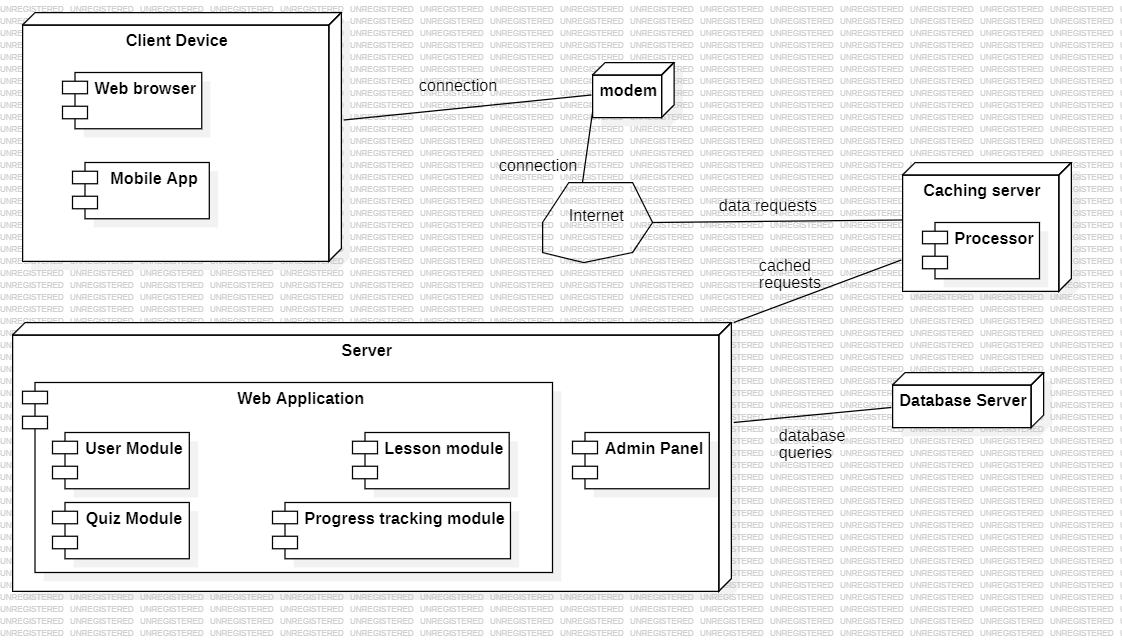 Client Device
Web browser
Mobile App
connection
modem
connection
Internet
data requests
Caching server
Processor
cached
requests
Server
Web Application
User Module
Lesson module
Admin Panel
Quiz Module
Progress tracking module
Database Server
database
queries
UNREGISTERED